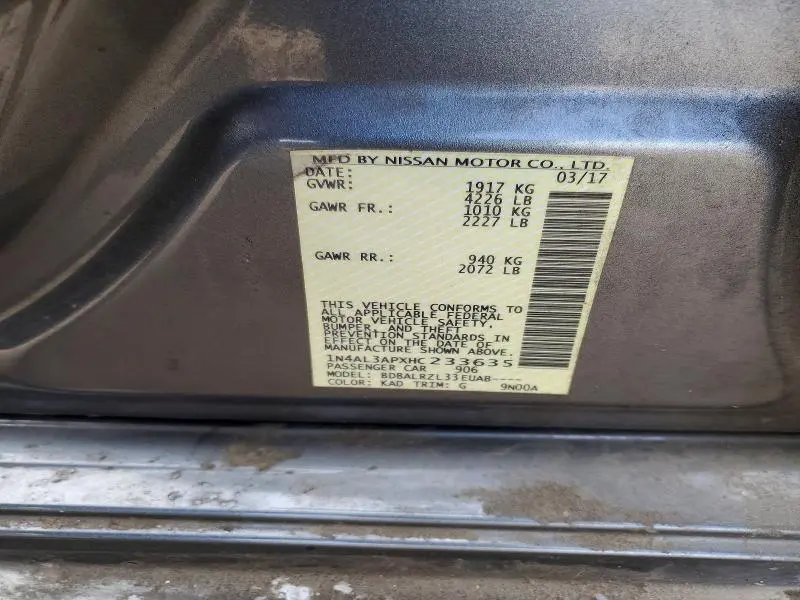 MFD BY NISSAN MOTOR CO., LTD.
DATE: 03/17
GVWR: 1917 KG
4226 LB
GAWR FR.: 1010 KG
2227 LB
GAWR RR.: 940 KG
2072 LB
THIS VEHICLE CONFORMS TO
ALL APPLICABLE FEDERAL
MOTOR VEHICLE SAFETY,
BUMPER, AND THEFT
PREVENTION STANDARDS IN
EFFECT ON THE DATE OF
MANUFACTURE SHOWN ABOVE.
1N4AL3APXHC233635
PASSENGER CAR 906
MODEL: BDBALRZL33EUAB----
COLOR: KAD TRIM: G 9N00A